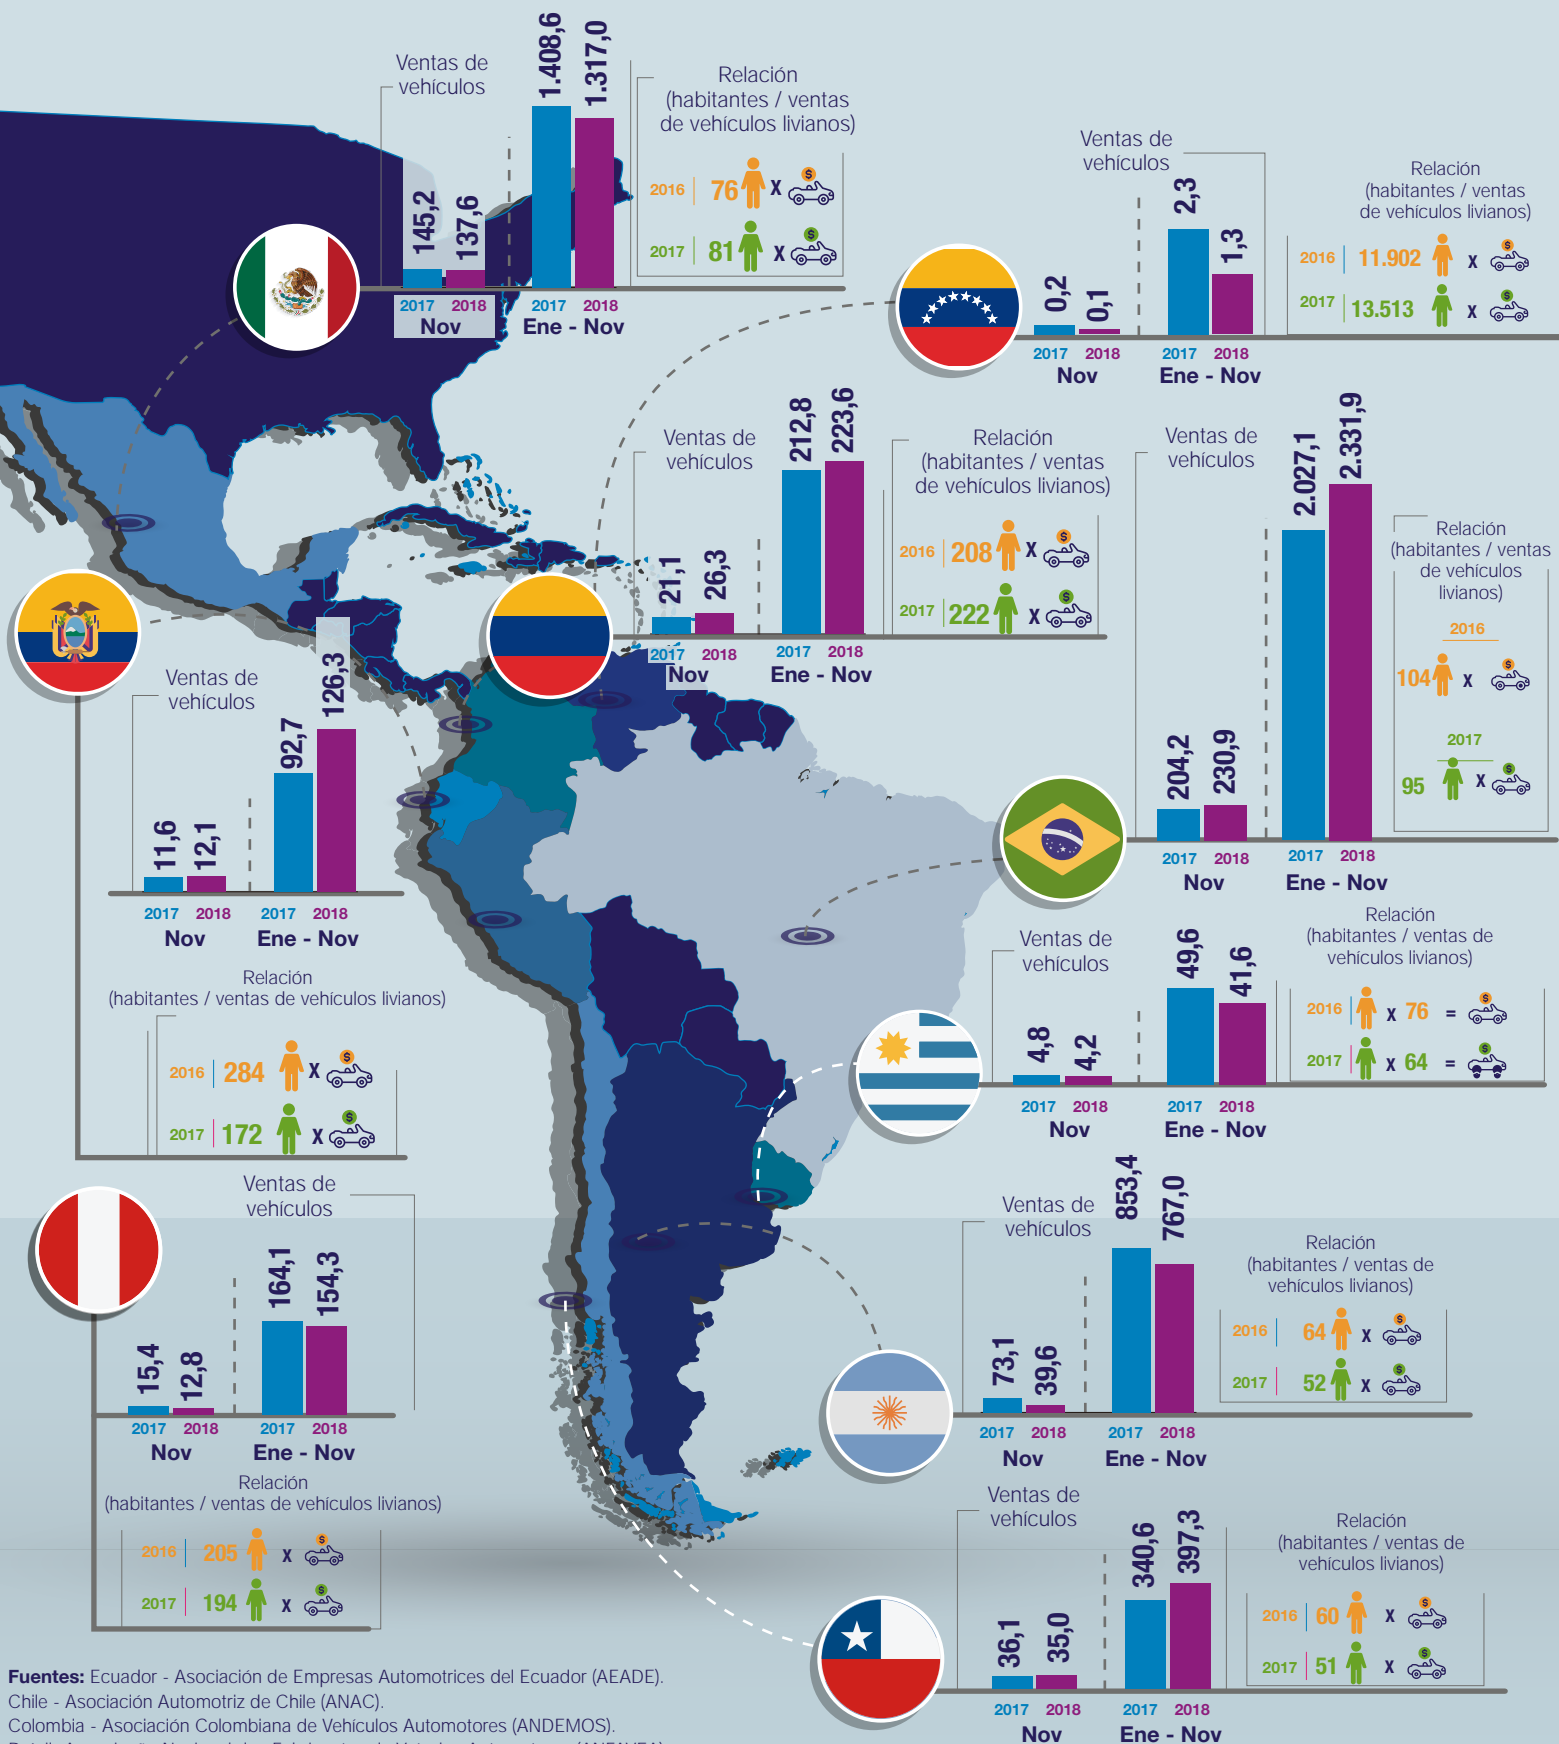 Ventas de
vehículos
145,2
137,6
1.408,6
1.317,0
2017 2018
Nov
2017 2018
Ene - Nov
Relación
(habitantes / ventas
de vehículos livianos)
2016 76 X $
2017 81 X $
Ventas de
vehículos
0,2
0,1
2,3
1,3
2017 2018
Nov
2017 2018
Ene - Nov
Relación
(habitantes / ventas
de vehículos livianos)
2016 11.902 X $
2017 13.513 X $
Ventas de
vehículos
21,1
26,3
212,8
223,6
2017 2018
Nov
2017 2018
Ene - Nov
Relación
(habitantes / ventas
de vehículos livianos)
2016 208 X $
2017 222 X $
Ventas de
vehículos
204,2
230,9
2.027,1
2.331,9
2017 2018
Nov
2017 2018
Ene - Nov
Relación
(habitantes / ventas
de vehículos
livianos)
2016
104 X $
2017
95 X $
Ventas de
vehículos
11,6
12,1
92,7
126,3
2017 2018
Nov
2017 2018
Ene - Nov
Relación
(habitantes / ventas de vehículos livianos)
2016 284 X $
2017 172 X $
Ventas de
vehículos
4,8
4,2
49,6
41,6
2017 2018
Nov
2017 2018
Ene - Nov
Relación
(habitantes / ventas de
vehículos livianos)
2016 X 76 = $
2017 X 64 = $
Ventas de
vehículos
15,4
12,8
164,1
154,3
2017 2018
Nov
2017 2018
Ene - Nov
Relación
(habitantes / ventas de vehículos livianos)
2016 205 X $
2017 194 X $
Ventas de
vehículos
73,1
39,6
853,4
767,0
2017 2018
Nov
2017 2018
Ene - Nov
Relación
(habitantes / ventas de
vehículos livianos)
2016 64 X $
2017 52 X $
Ventas de
vehículos
36,1
35,0
340,6
397,3
2017 2018
Nov
2017 2018
Ene - Nov
Relación
(habitantes / ventas de
vehículos livianos)
2016 60 X $
2017 51 X $
Fuentes: Ecuador - Asociación de Empresas Automotrices del Ecuador (AEADE).
Chile - Asociación Automotriz de Chile (ANAC).
Colombia - Asociación Colombiana de Vehículos Automotores (ANDEMOS).